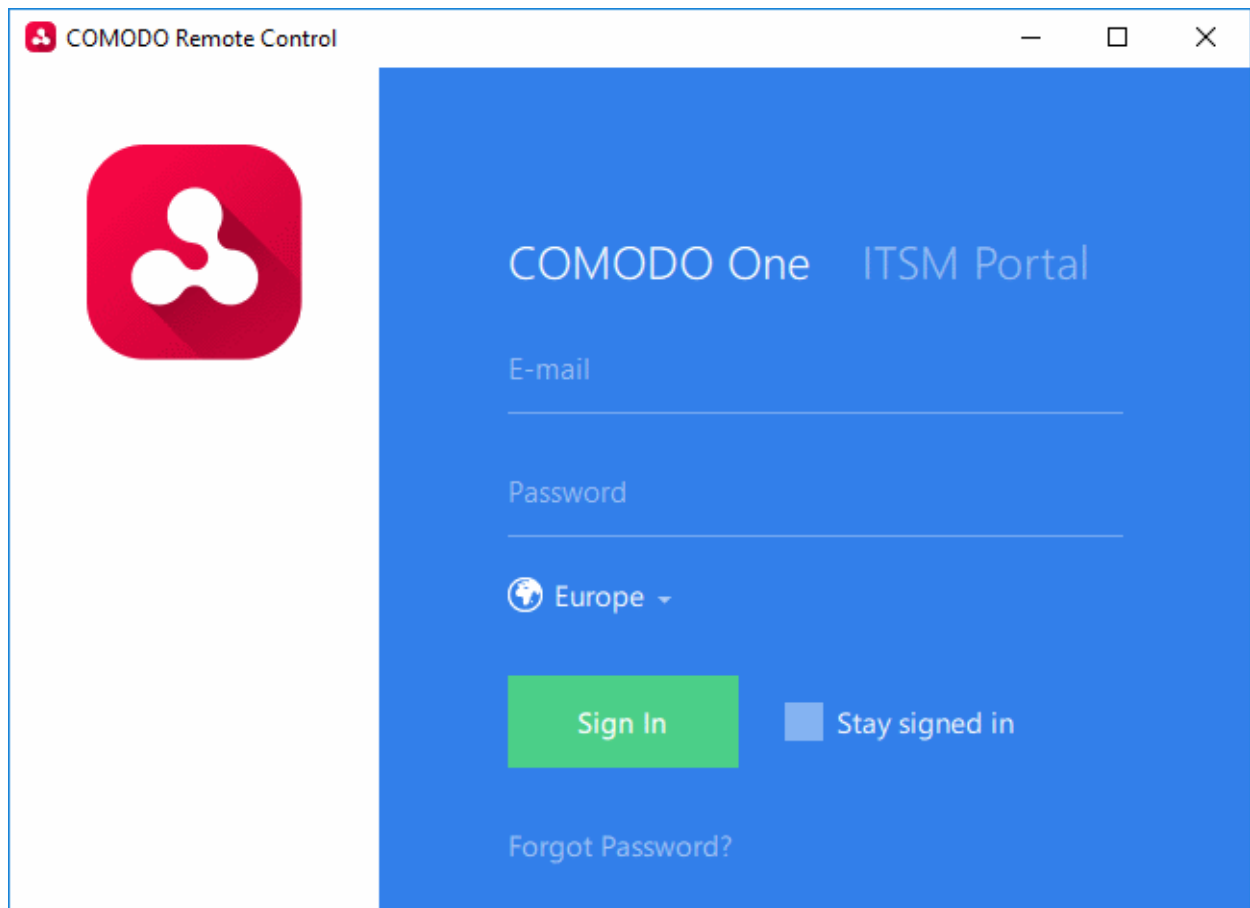 COMODO Remote Control
COMODO One ITSM Portal
E-mail
Password
Europe
Sign In
Stay signed in
Forgot Password?